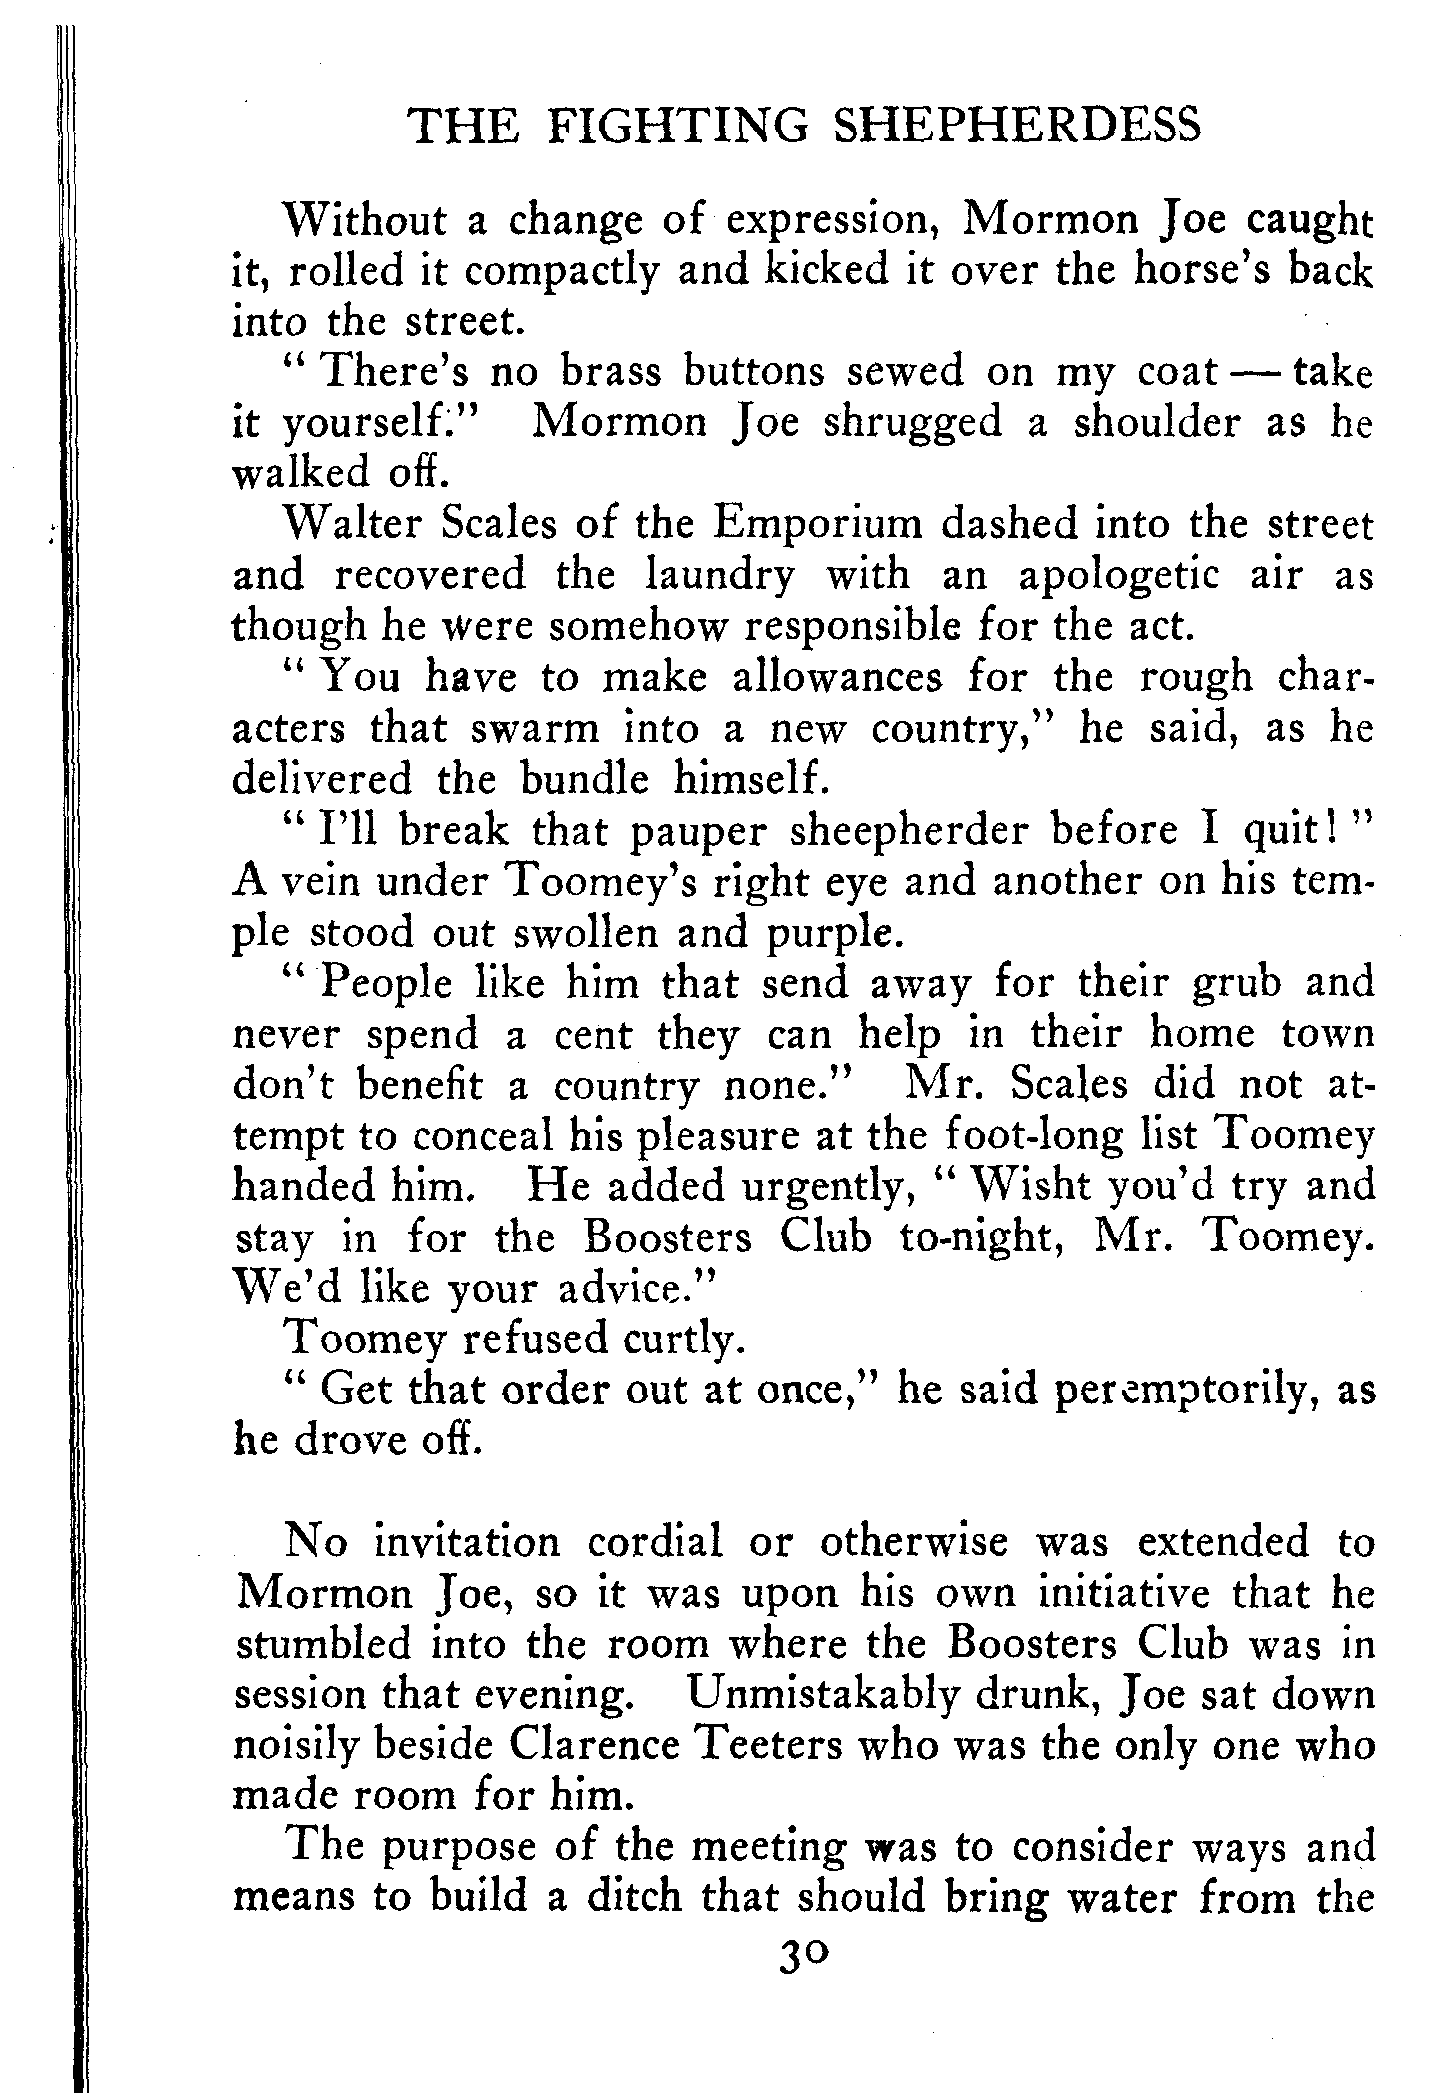 THE FIGHTING SHEPHERDESS
Without a change of expression, Mormon Joe caught
it, rolled it compactly and kicked it over the horse's back
into the street.
" There's no brass buttons sewed on my coat — take
it yourself." Mormon Joe shrugged a shoulder as he
walked off.
Walter Scales of the Emporium dashed into the street
and recovered the laundry with an apologetic air as
though he were somehow responsible for the act.
" You have to make allowances for the rough char-
acters that swarm into a new country," he said, as he
delivered the bundle himself.
" I'll break that pauper sheepherder before I quit! "
A vein under Toomey's right eye and another on his tem-
ple stood out swollen and purple.
" People like him that send away for their grub and
never spend a cent they can help in their home town
don't benefit a country none." Mr. Scales did not at-
tempt to conceal his pleasure at the foot-long list Toomey
handed him. He added urgently, " Wisht you'd try and
stay in for the Boosters Club to-night, Mr. Toomey.
We'd like your advice."
Toomey refused curtly.
" Get that order out at once," he said peremptorily, as
he drove off.
No invitation cordial or otherwise was extended to
Mormon Joe, so it was upon his own initiative that he
stumbled into the room where the Boosters Club was in
session that evening. Unmistakably drunk, Joe sat down
noisily beside Clarence Teeters who was the only one who
made room for him.
The purpose of the meeting was to consider ways and
means to build a ditch that should bring water from the
30